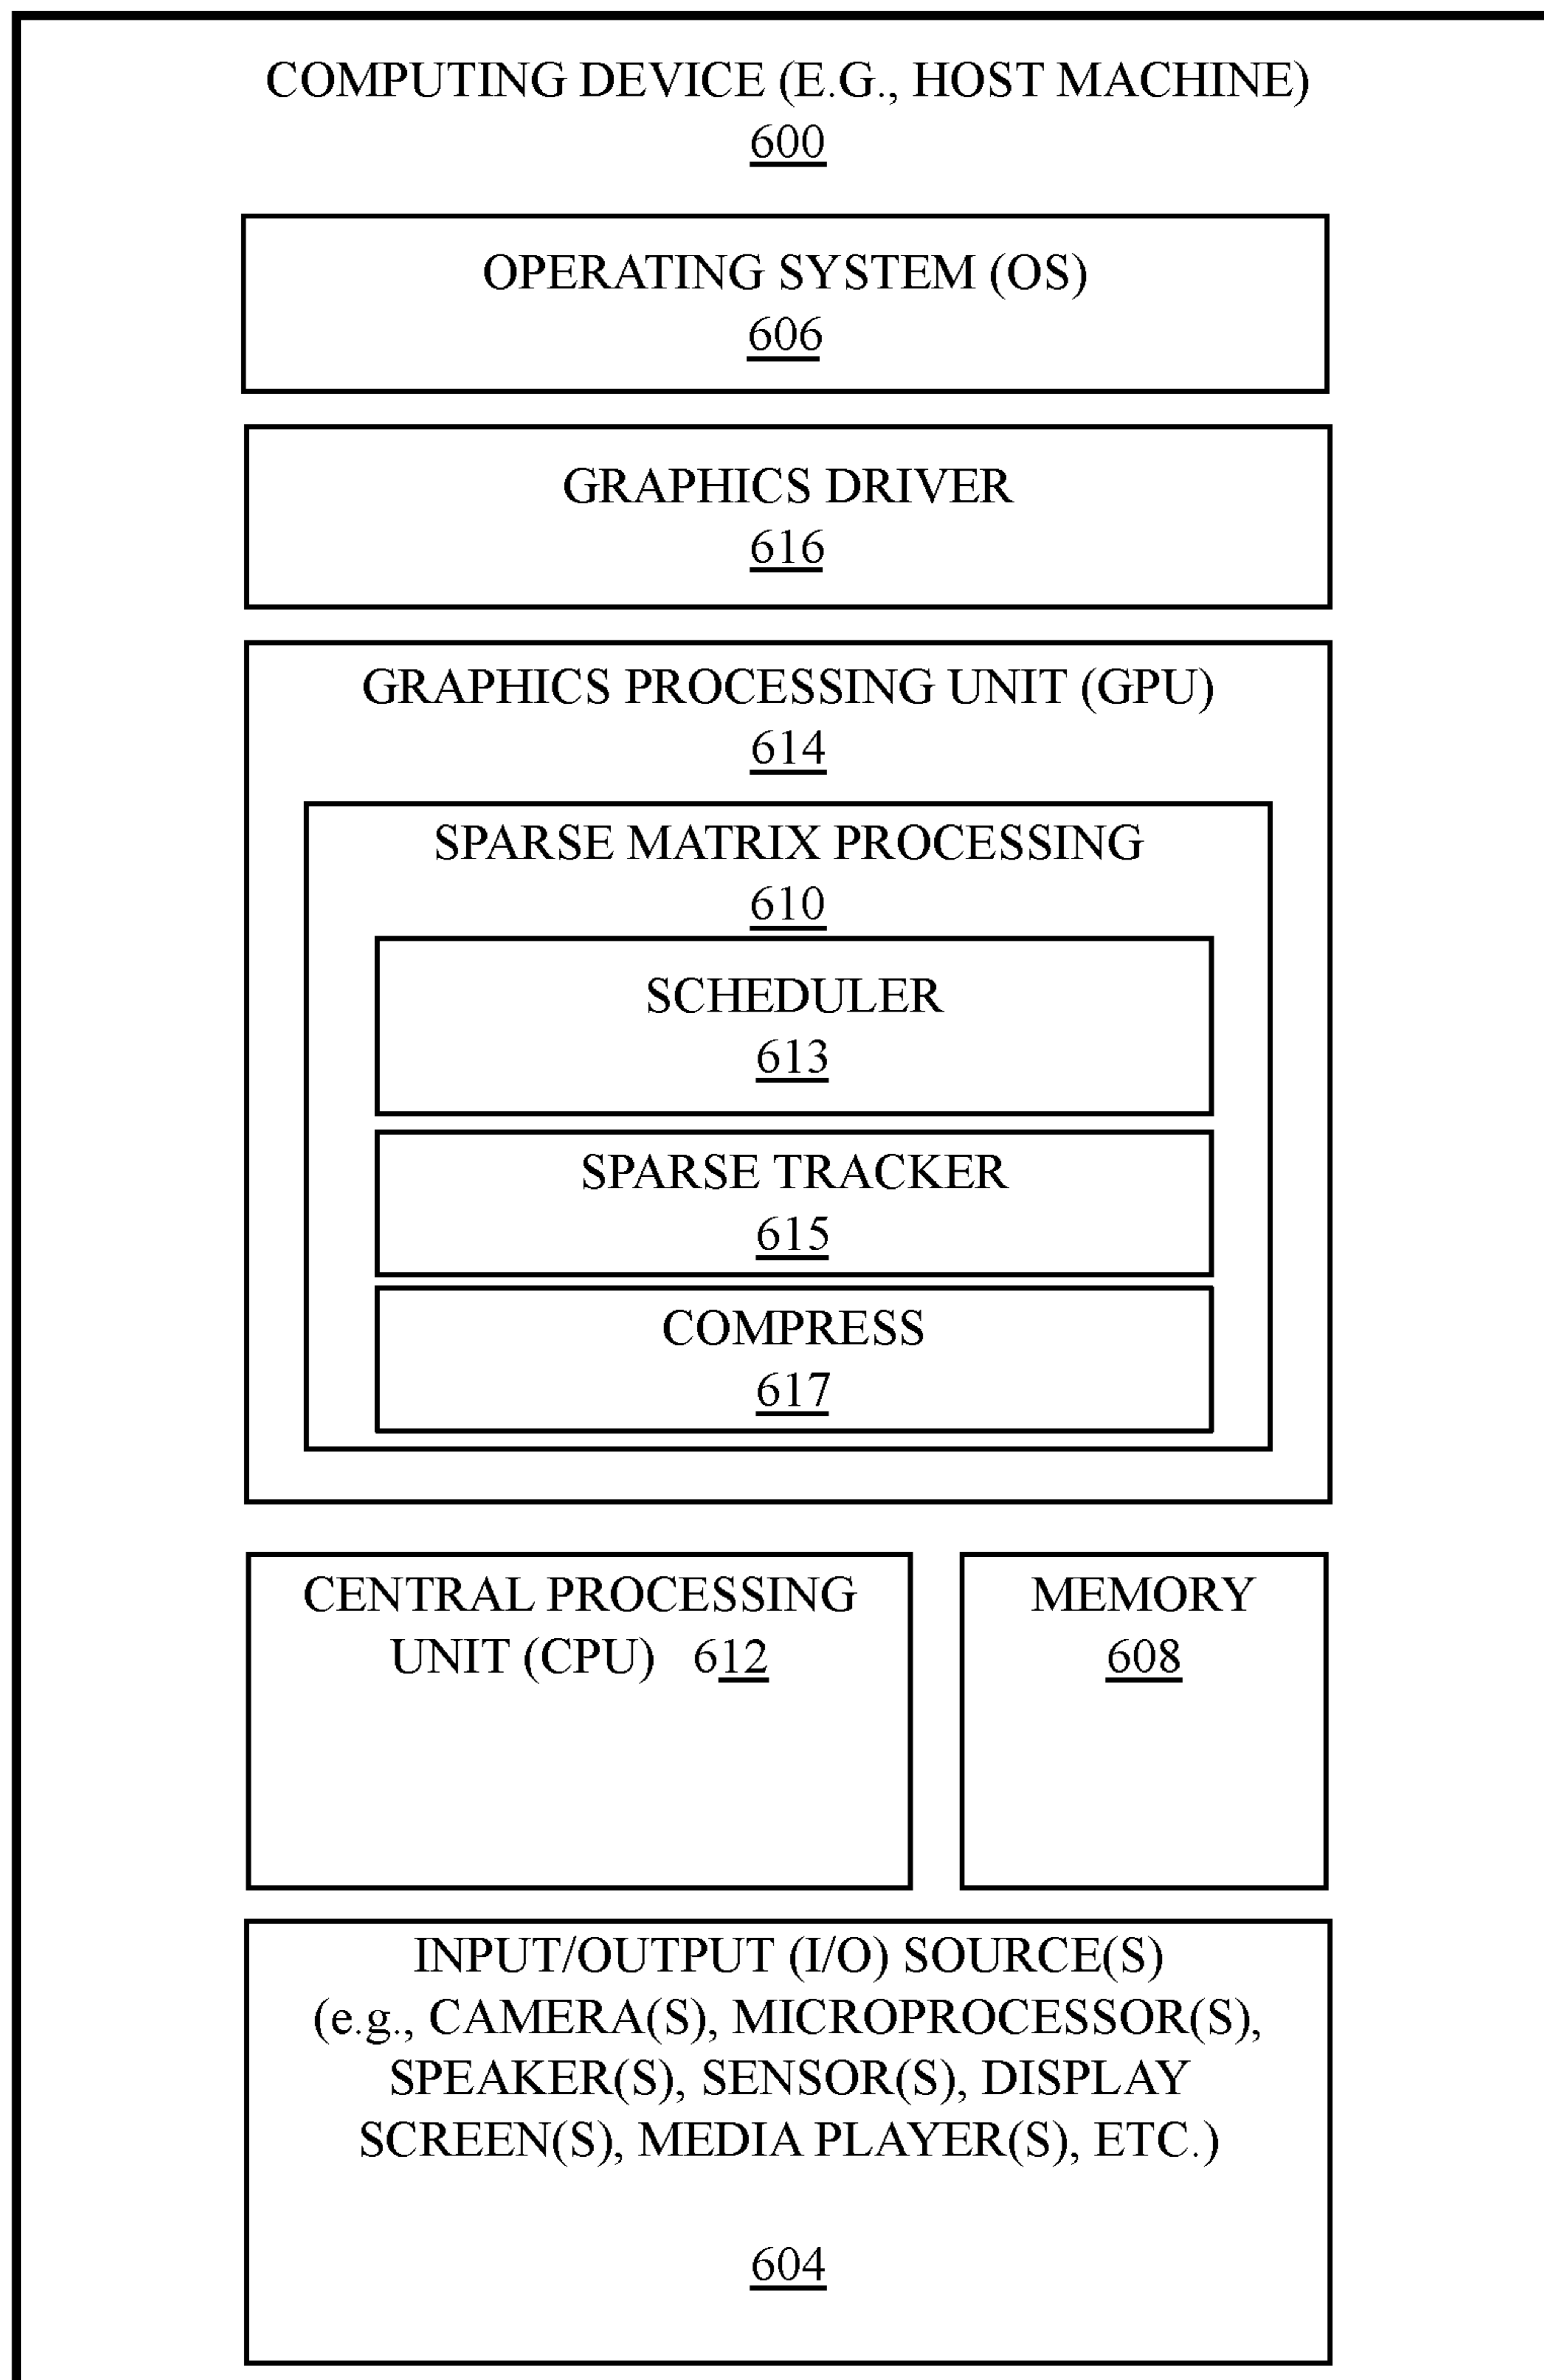 COMPUTING DEVICE (E.G., HOST MACHINE)
600
OPERATING SYSTEM (OS)
606
GRAPHICS DRIVER
616
GRAPHICS PROCESSING UNIT (GPU)
614
SPARSE MATRIX PROCESSING
610
SCHEDULER
613
SPARSE TRACKER
615
COMPRESS
617
CENTRAL PROCESSING
UNIT (CPU) 612
MEMORY
608
INPUT/OUTPUT (I/O) SOURCE(S)
(e.g., CAMERA(S), MICROPROCESSOR(S),
SPEAKER(S), SENSOR(S), DISPLAY
SCREEN(S), MEDIA PLAYER(S), ETC.)
604